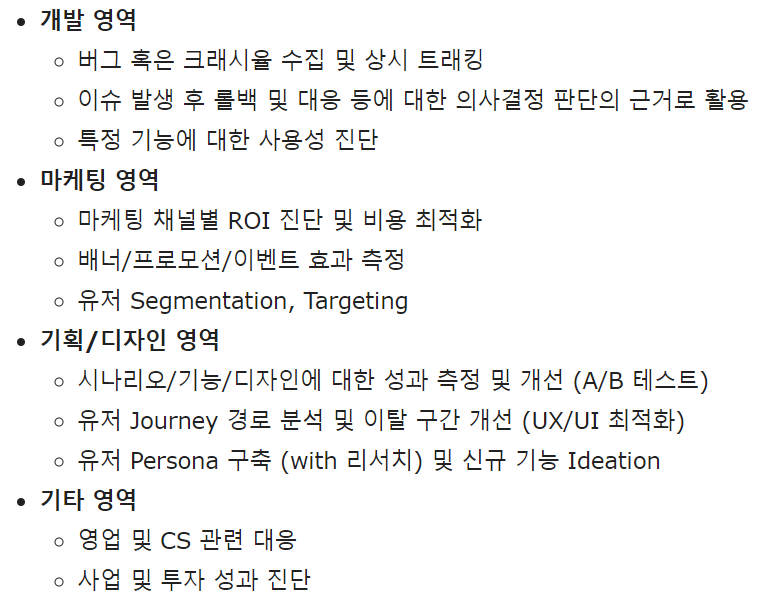 개발 영역
버그 혹은 크래시율 수집 및 상시 트래킹
이슈 발생 후 롤백 및 대응 등에 대한 의사결정 판단의 근거로 활용
특정 기능에 대한 사용성 진단
마케팅 영역
마케팅 채널별 ROI 진단 및 비용 최적화
배너/프로모션/이벤트 효과 측정
유저 Segmentation, Targeting
기획/디자인 영역
시나리오/기능/디자인에 대한 성과 측정 및 개선 (A/B 테스트)
유저 Journey 경로 분석 및 이탈 구간 개선 (UX/UI 최적화)
유저 Persona 구축 (with 리서치) 및 신규 기능 Ideation
기타 영역
영업 및 CS 관련 대응
사업 및 투자 성과 진단